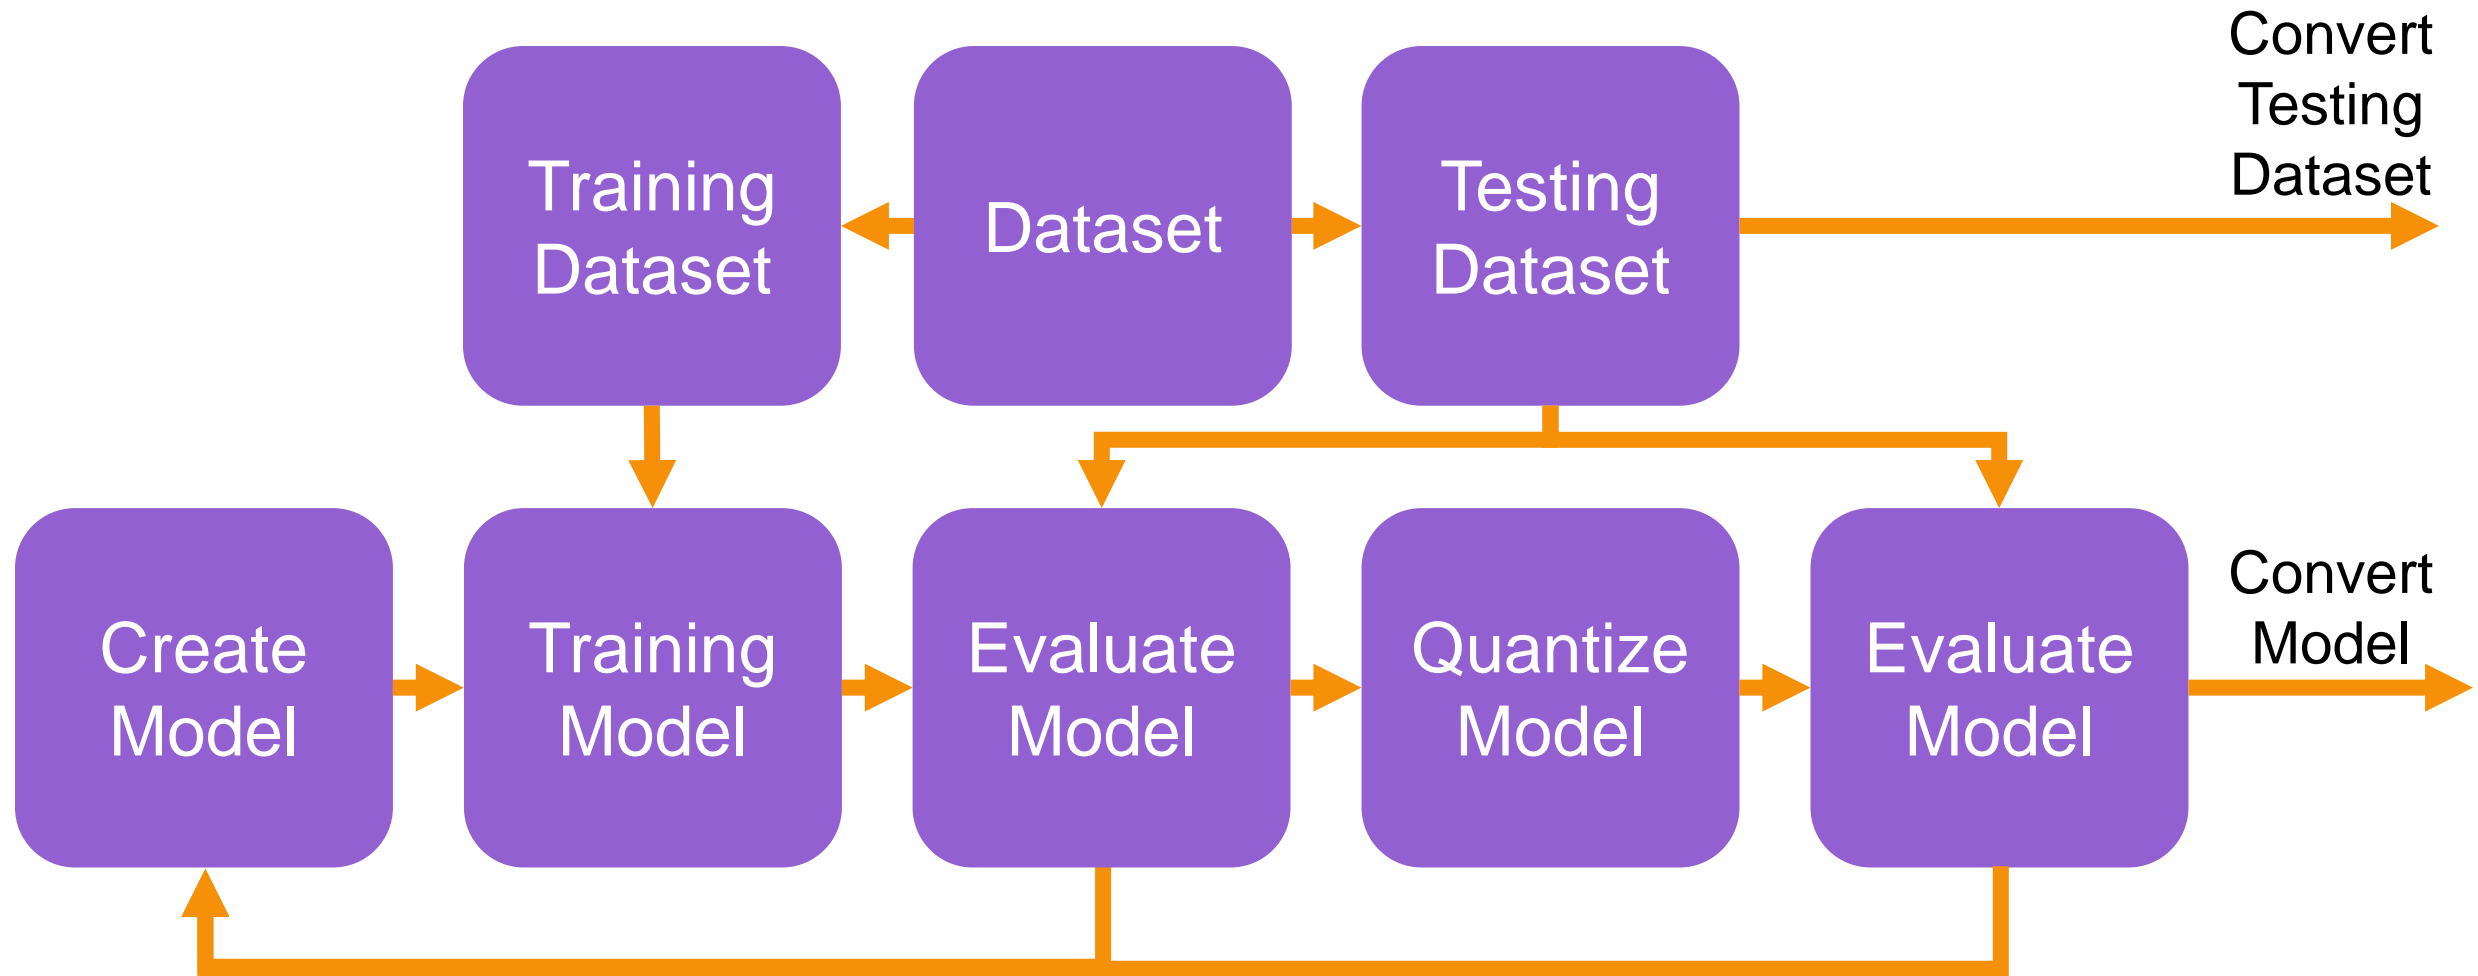 Training
Dataset
Dataset
Testing
Dataset
Convert
Testing
Dataset
Create
Model
Training
Model
Evaluate
Model
Quantize
Model
Evaluate
Model
Convert
Model